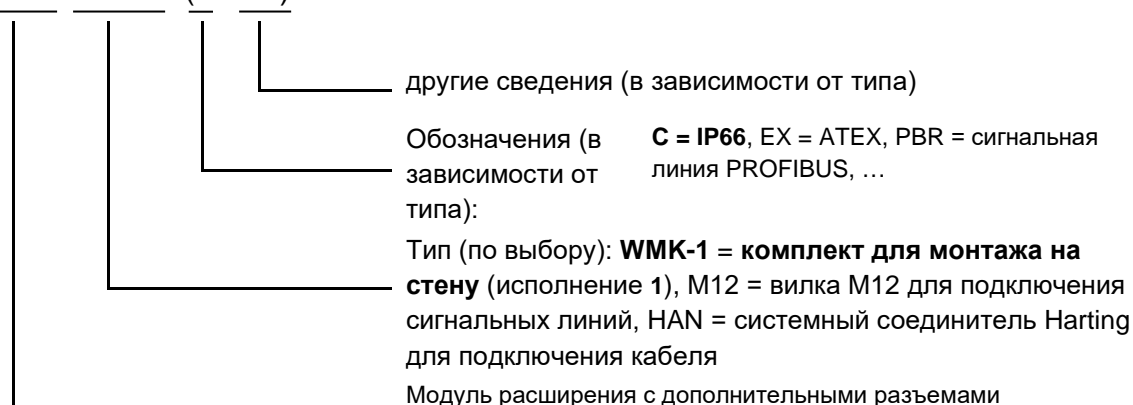 другие сведения (в зависимости от типа)
Обозначения (в зависимости от типа):
C = IP66, EX = ATEX, PBR = сигнальная линия PROFIBUS, …
Тип (по выбору): WMK-1 = комплект для монтажа на
стену (исполнение 1), M12 = вилка M12 для подключения
сигнальных линий, HAN = системный соединитель Harting
для подключения кабеля
Модуль расширения с дополнительными разъемами